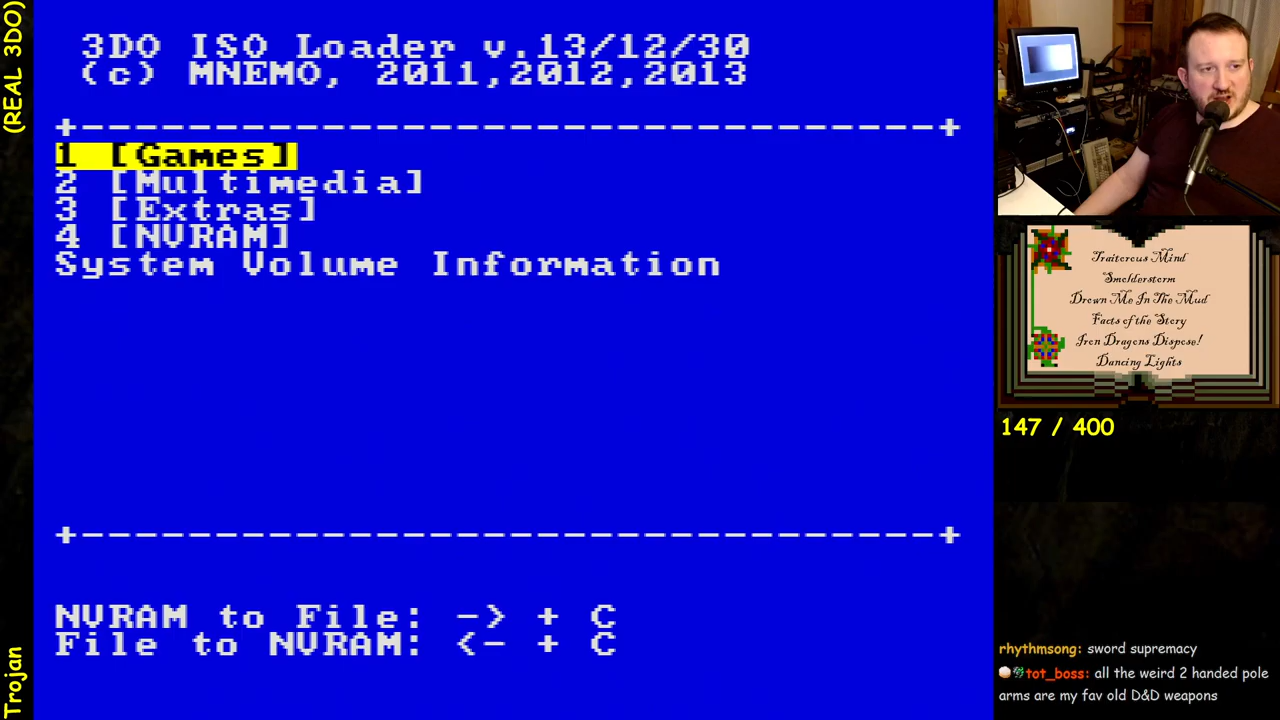 (REAL 3DO)
Trojan
3DO ISO Loader v.13/12/30
(c) MNEMO, 2011,2012,2013
+---------------------------------+
1 [Games]
2 [Multimedia]
3 [Extras]
4 [NVRAM]
System Volume Information
+---------------------------------+
NVRAM to File: -> + C
File to NVRAM: <- + C
Traitorous Mind
Smolderstorm
Drown Me In The Mud
Facts of the Story
Iron Dragons Dispose!
Dancing Lights
147 / 400
rhythmsong: sword supremacy
tot_boss: all the weird 2 handed pole
arms are my fav old D&D weapons